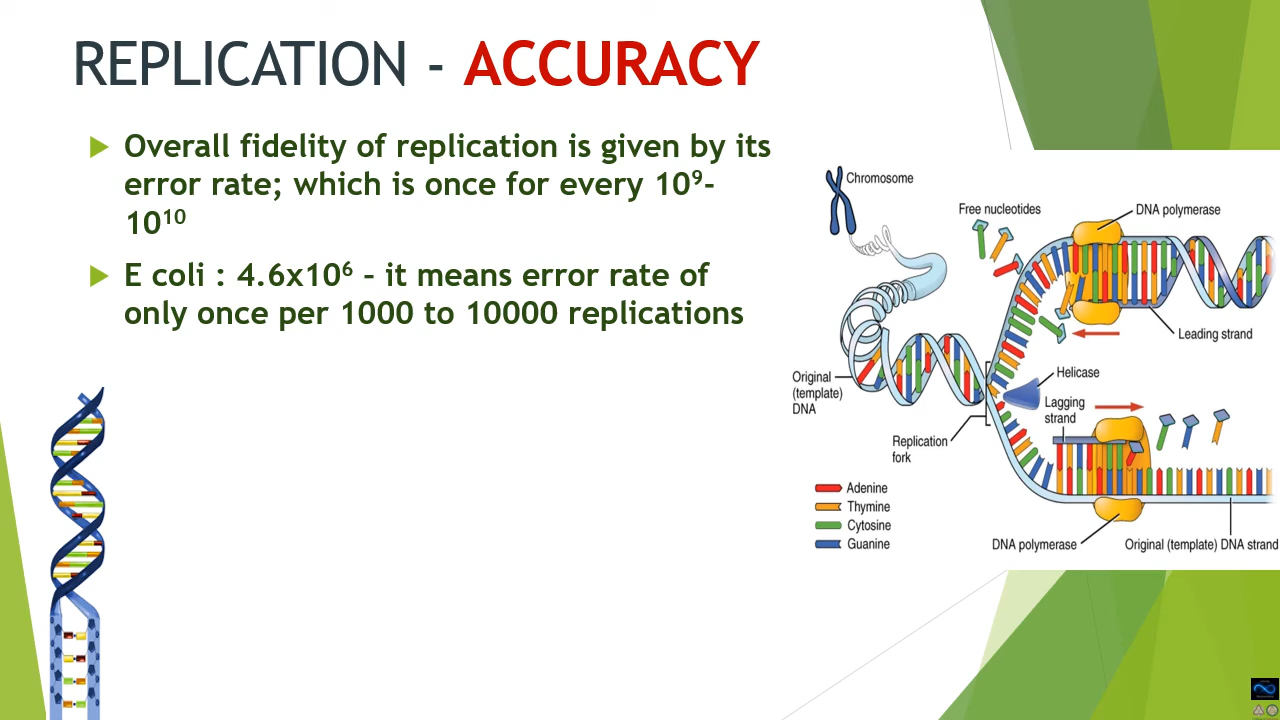 REPLICATION - ACCURACY
Overall fidelity of replication is given by its
error rate; which is once for every 10⁹-
10¹⁰
E coli : 4.6x10⁶ – it means error rate of
only once per 1000 to 10000 replications
Chromosome
Free nucleotides
DNA polymerase
Leading strand
Helicase
Lagging
strand
Original
(template)
DNA
Replication
fork
Adenine
Thymine
Cytosine
Guanine
DNA polymerase
Original (template) DNA strand